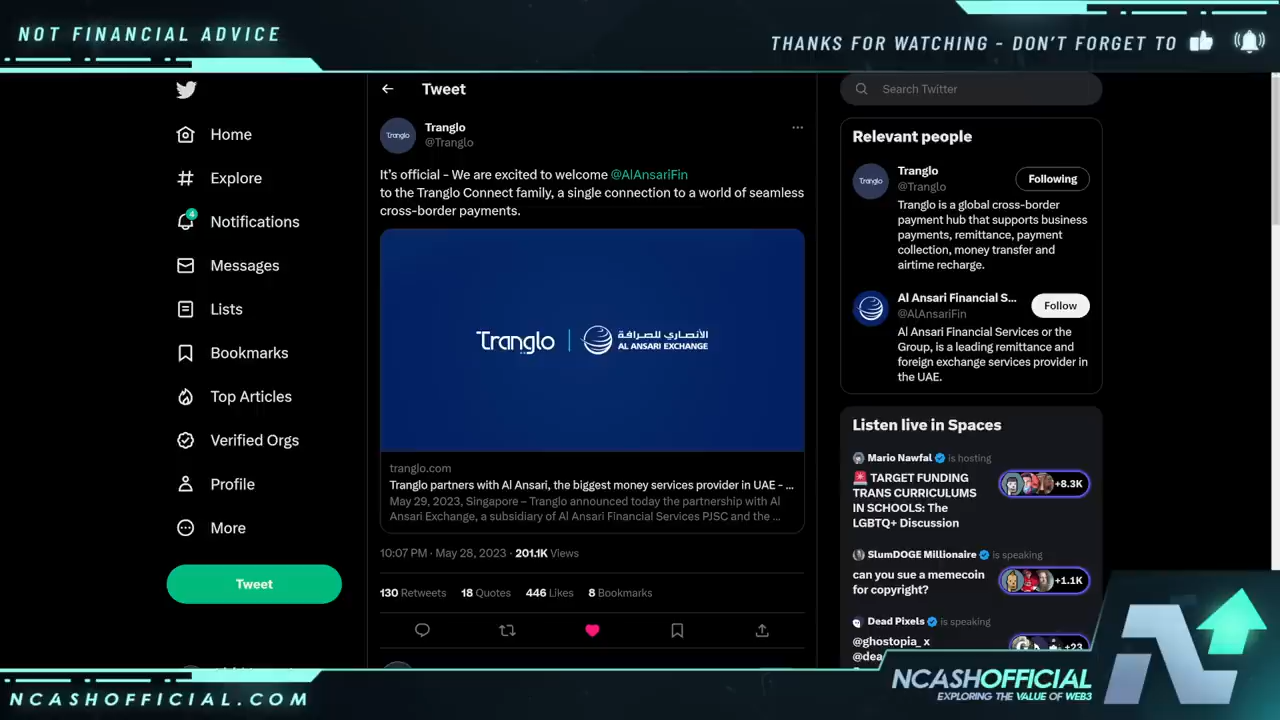 NOT FINANCIAL ADVICE
THANKS FOR WATCHING - DON'T FORGET TO
Home
Explore
4
Notifications
Messages
Lists
Bookmarks
Top Articles
Verified Orgs
Profile
More
Tweet
Tweet
Tranglo
Tranglo
@Tranglo
It's official - We are excited to welcome @AlAnsariFin
to the Tranglo Connect family, a single connection to a world of seamless
cross-border payments.
Tranglo
الأنصاري للصرافة
AL ANSARI EXCHANGE
tranglo.com
Tranglo partners with Al Ansari, the biggest money services provider in UAE - ...
May 29, 2023, Singapore – Tranglo announced today the partnership with Al
Ansari Exchange, a subsidiary of Al Ansari Financial Services PJSC and the ...
10:07 PM · May 28, 2023 · 201.1K Views
130 Retweets 18 Quotes 446 Likes 8 Bookmarks
Search Twitter
Relevant people
Tranglo
Tranglo
@Tranglo
Following
Tranglo is a global cross-border
payment hub that supports business
payments, remittance, payment
collection, money transfer and
airtime recharge.
Al Ansari Financial S...
@AlAnsariFin
Follow
Al Ansari Financial Services or the
Group, is a leading remittance and
foreign exchange services provider in
the UAE.
Listen live in Spaces
Mario Nawfal is hosting
🚨 TARGET FUNDING
TRANS CURRICULUMS
IN SCHOOLS: The
LGBTQ+ Discussion
+8.3K
SlumDOGE Millionaire is speaking
can you sue a memecoin
for copyright?
+1.1K
Dead Pixels is speaking
@ghostopia_x
@dea
+23
NCASHOFFICIAL.COM
NCASHOFFICIAL
EXPLORING THE VALUE OF WEB3